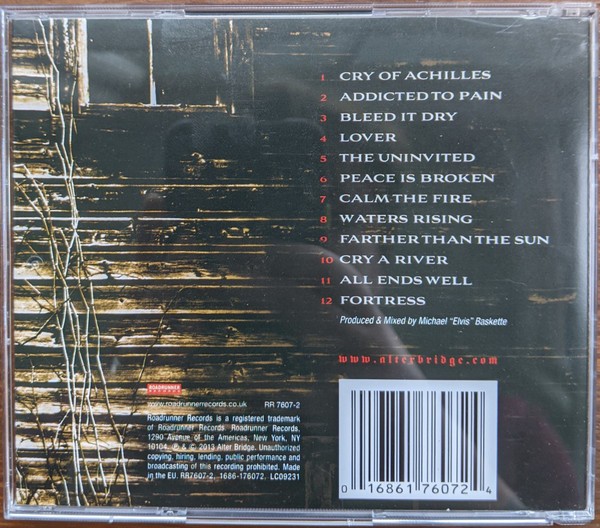 1 CRY OF ACHILLES
2 ADDICTED TO PAIN
3 BLEED IT DRY
4 LOVER
5 THE UNINVITED
6 PEACE IS BROKEN
7 CALM THE FIRE
8 WATERS RISING
9 FARTHER THAN THE SUN
10 CRY A RIVER
11 ALL ENDS WELL
12 FORTRESS
Produced & Mixed by Michael "Elvis" Baskette
www.alterbridge.com
ROADRUNNER
RECORDS
www.roadrunnerrecords.co.uk RR 7607-2
Roadrunner Records is a registered trademark
of Roadrunner Records. Roadrunner Records,
1290 Avenue of the Americas, New York, NY
10104. ℗ & © 2013 Alter Bridge. Unauthorized
copying, hiring, lending, public performance and
broadcasting of this recording prohibited. Made
in the EU. RR7607-2. 1686-176072. LC09231
0 16861 76072 4